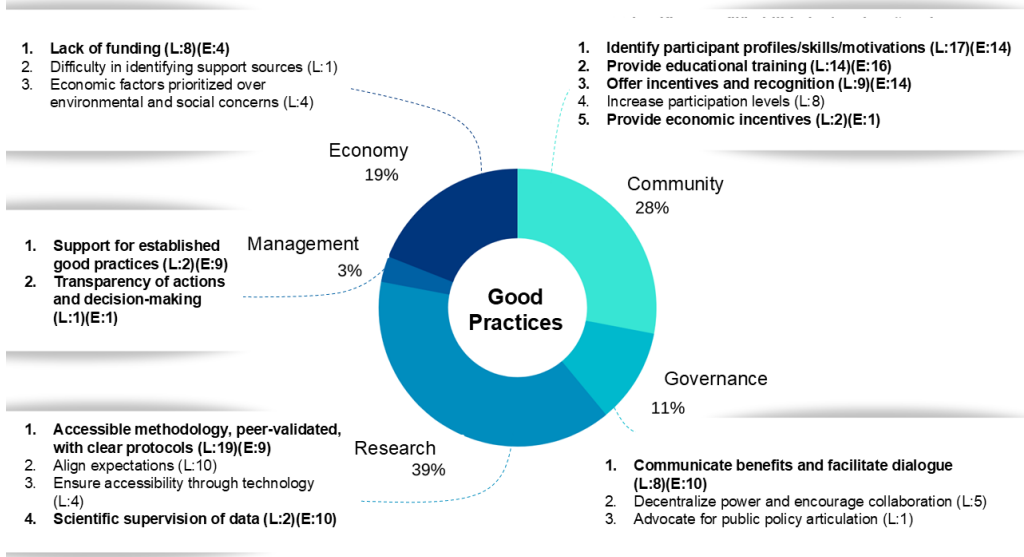 1. Lack of funding (L:8)(E:4)
2. Difficulty in identifying support sources (L:1)
3. Economic factors prioritized over
environmental and social concerns (L:4)
1. Identify participant profiles/skills/motivations (L:17)(E:14)
2. Provide educational training (L:14)(E:16)
3. Offer incentives and recognition (L:9)(E:14)
4. Increase participation levels (L:8)
5. Provide economic incentives (L:2)(E:1)
Economy
19%
Community
28%
1. Support for established
good practices (L:2)(E:9)
2. Transparency of actions
and decision-making
(L:1)(E:1)
Management
3%
Good
Practices
Governance
11%
1. Accessible methodology, peer-validated,
with clear protocols (L:19)(E:9)
2. Align expectations (L:10)
3. Ensure accessibility through technology
(L:4)
4. Scientific supervision of data (L:2)(E:10)
Research
39%
1. Communicate benefits and facilitate dialogue
(L:8)(E:10)
2. Decentralize power and encourage collaboration (L:5)
3. Advocate for public policy articulation (L:1)